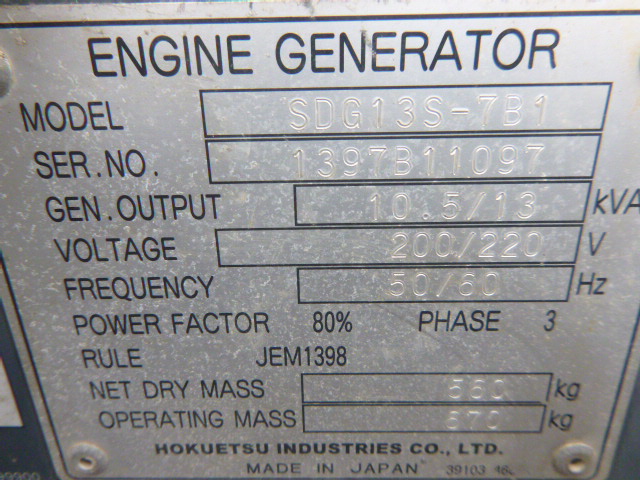 ENGINE GENERATOR
MODEL SDG13S-7B1
SER.NO. 1397B11097
GEN.OUTPUT 10.5/13 kVA
VOLTAGE 200/220 V
FREQUENCY 50/60 Hz
POWER FACTOR 80% PHASE 3
RULE JEM1398
NET DRY MASS kg
OPERATING MASS kg
HOKUETSU INDUSTRIES CO., LTD.
MADE IN JAPAN 39103